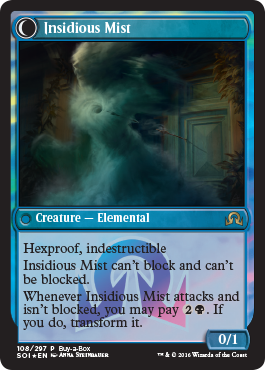 Insidious Mist
Creature — Elemental
Hexproof, indestructible
Insidious Mist can't block and can't
be blocked.
Whenever Insidious Mist attacks and
isn't blocked, you may pay 2. If
you do, transform it.
0/1
108/297 P Buy-a-Box
SOI ★ EN Anna Steinbauer
™ & © 2016 Wizards of the Coast